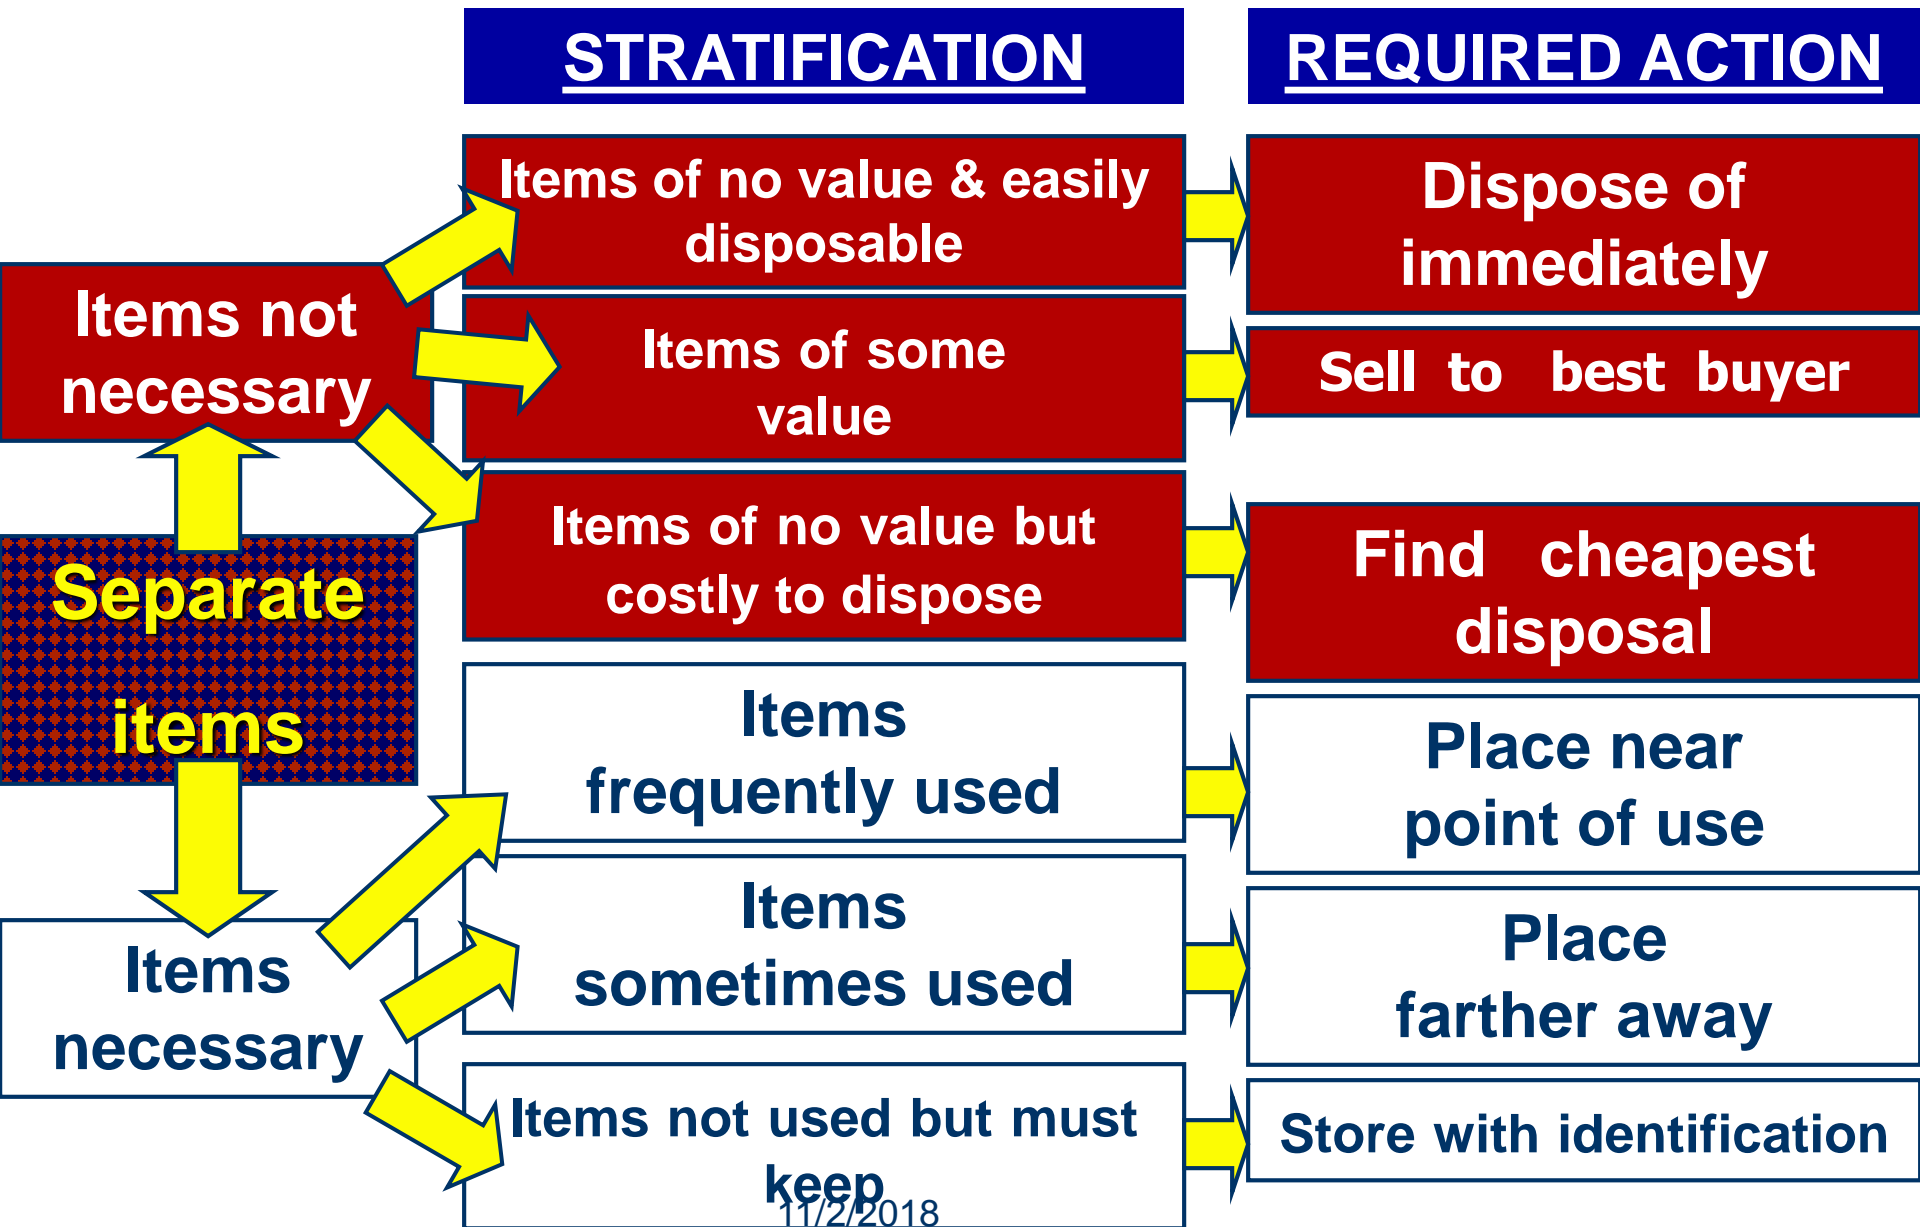 STRATIFICATION
REQUIRED ACTION
Items of no value & easily
disposable
Dispose of
immediately
Items not
necessary
Items of some
value
Sell to best buyer
Items of no value but
costly to dispose
Find cheapest
disposal
Separate
items
Items
frequently used
Place near
point of use
Items
necessary
Items
sometimes used
Place
farther away
Items not used but must
keep
Store with identification
11/2/2018